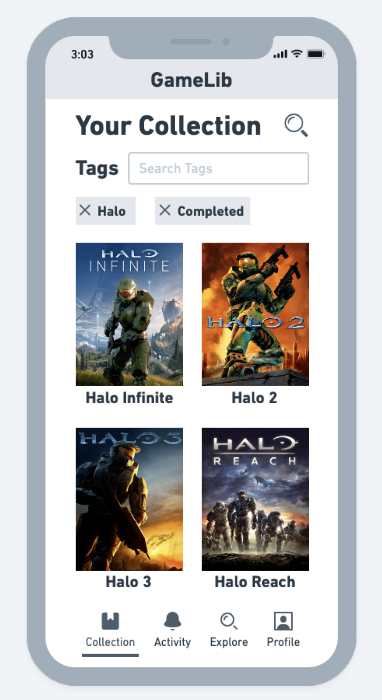 3:03
GameLib
Your Collection
Tags Search Tags
Halo Completed
HALO
INFINITE
HALO 2
Halo Infinite Halo 2
HALO 3
HALO
REACH
Halo 3 Halo Reach
Collection Activity Explore Profile